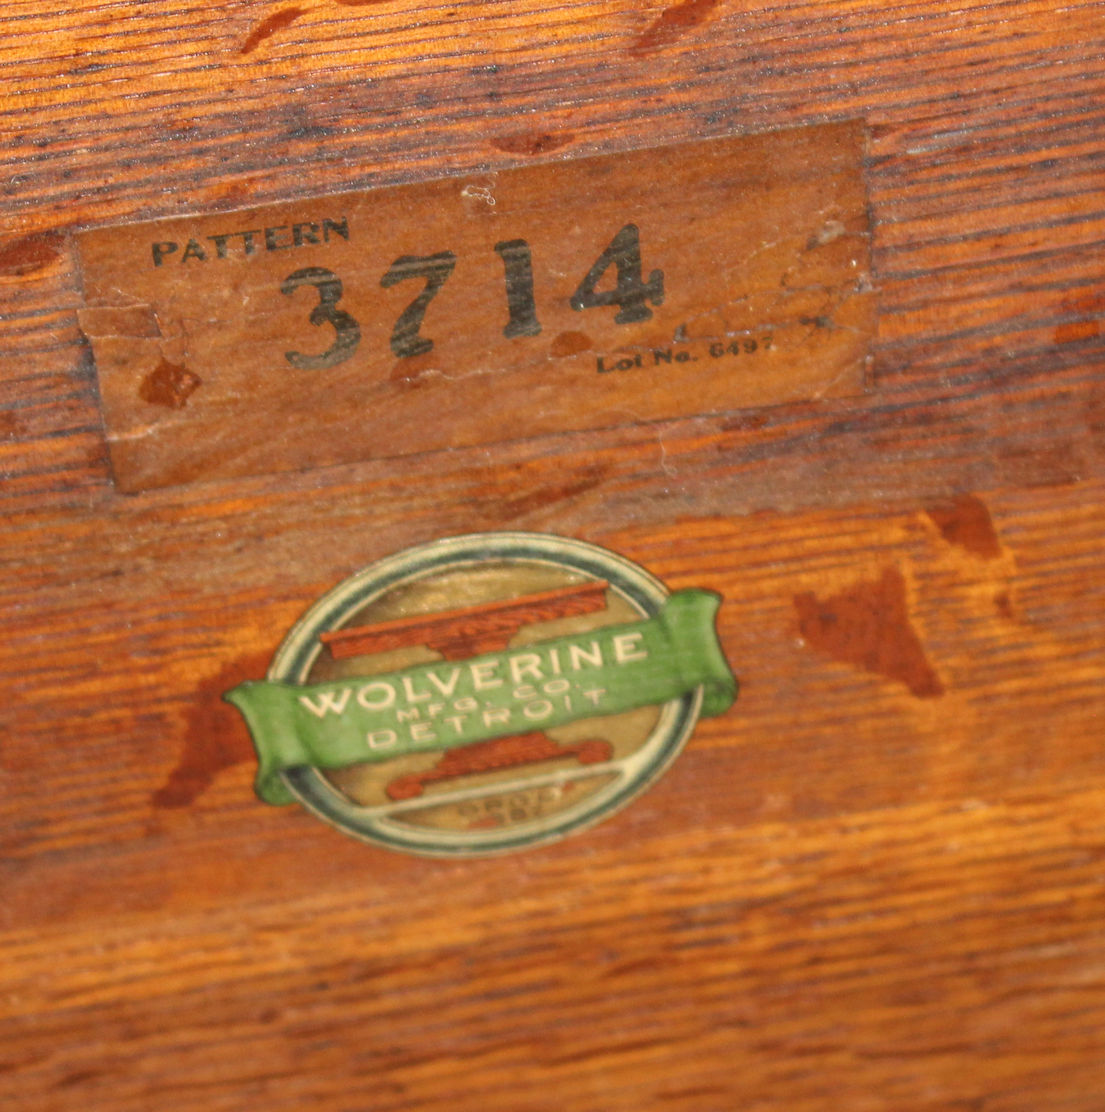 PATTERN
3714
Lot No. 6497
WOLVERINE
MFG. CO.
DETROIT